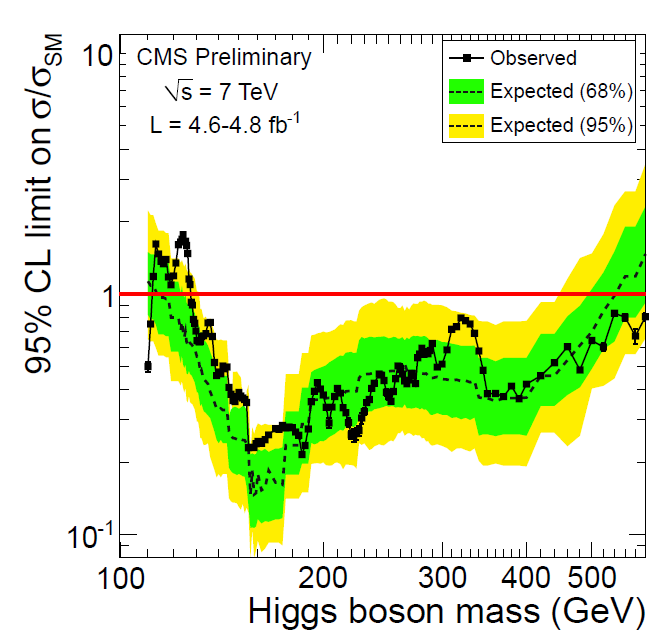 10
1
10-1
95% CL limit on σ/σSM
CMS Preliminary
√s = 7 TeV
L = 4.6-4.8 fb-1
Observed
Expected (68%)
Expected (95%)
100 200 300 400 500
Higgs boson mass (GeV)